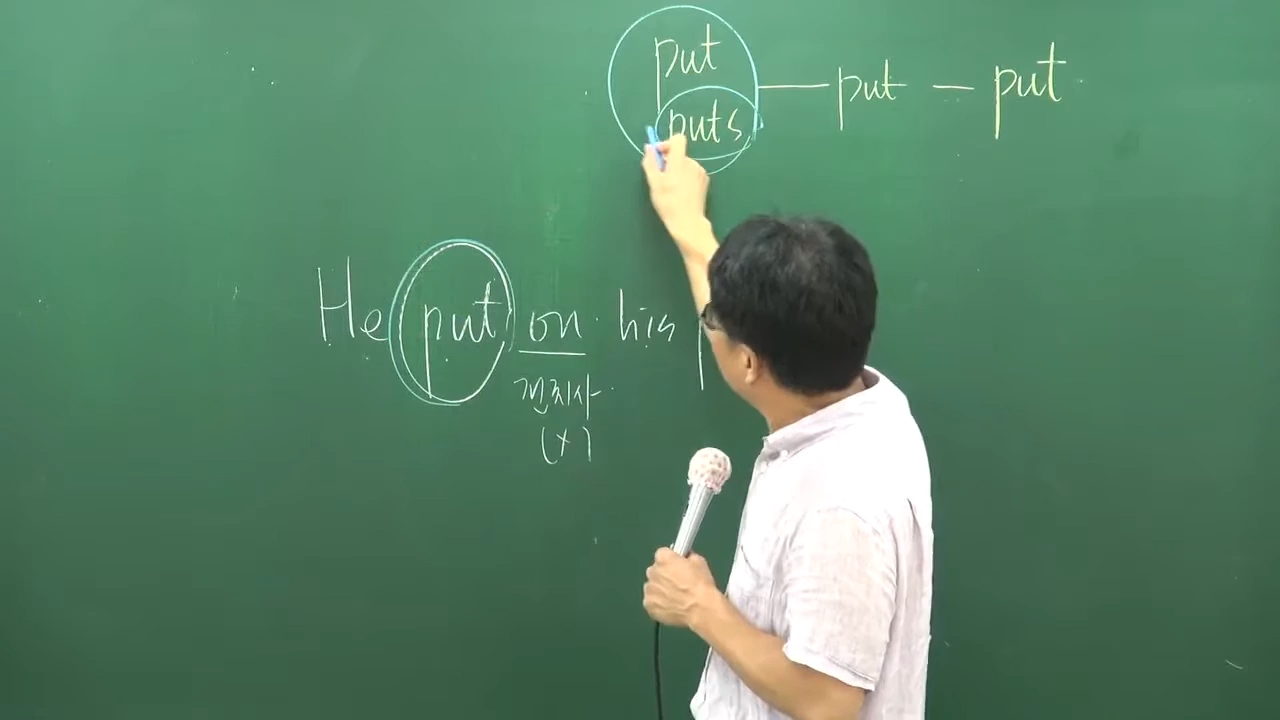 put
puts — put — put
He put on his
전치사
(x)